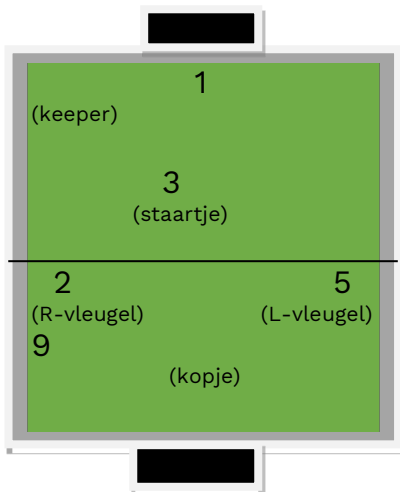 1
(keeper)
3
(staartje)
2 5
(R-vleugel) (L-vleugel)
9
(kopje)